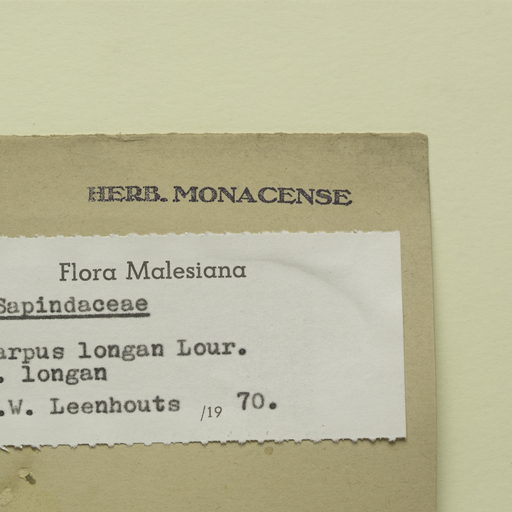 HERB. MONACENSE
Flora Malesiana
Sapindaceae
arpus longan Lour.
. longan
.W. Leenhouts /19 70.